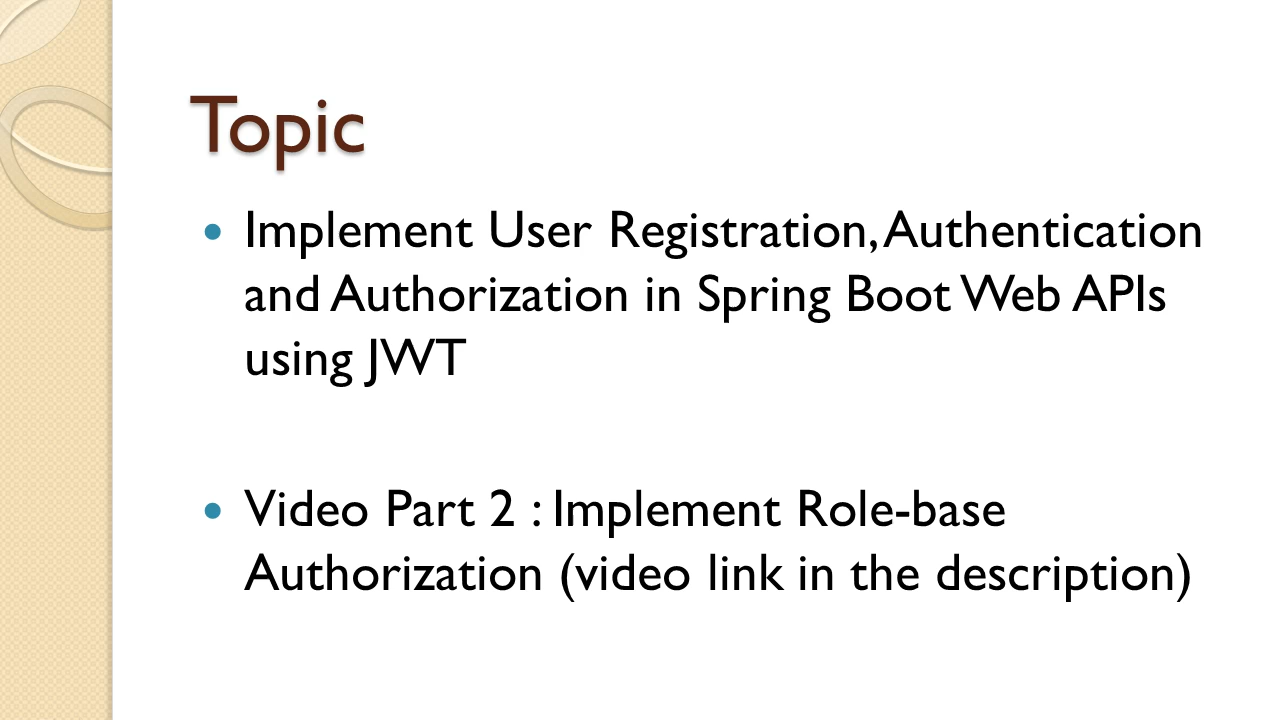 Topic
• Implement User Registration, Authentication
and Authorization in Spring Boot Web APIs
using JWT
• Video Part 2 : Implement Role-base
Authorization (video link in the description)